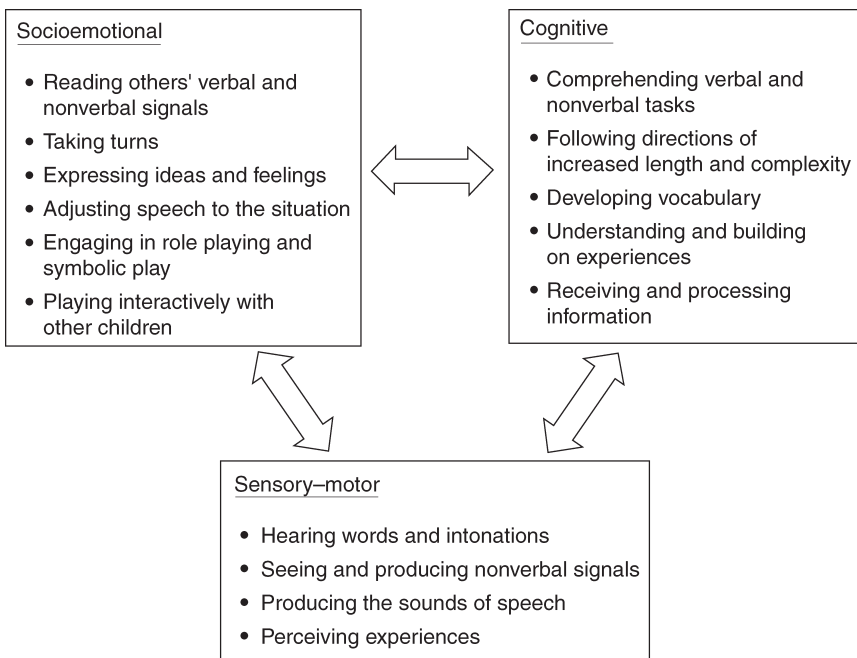 Socioemotional
• Reading others' verbal and
nonverbal signals
• Taking turns
• Expressing ideas and feelings
• Adjusting speech to the situation
• Engaging in role playing and
symbolic play
• Playing interactively with
other children
Cognitive
• Comprehending verbal and
nonverbal tasks
• Following directions of
increased length and complexity
• Developing vocabulary
• Understanding and building
on experiences
• Receiving and processing
information
Sensory–motor
• Hearing words and intonations
• Seeing and producing nonverbal signals
• Producing the sounds of speech
• Perceiving experiences